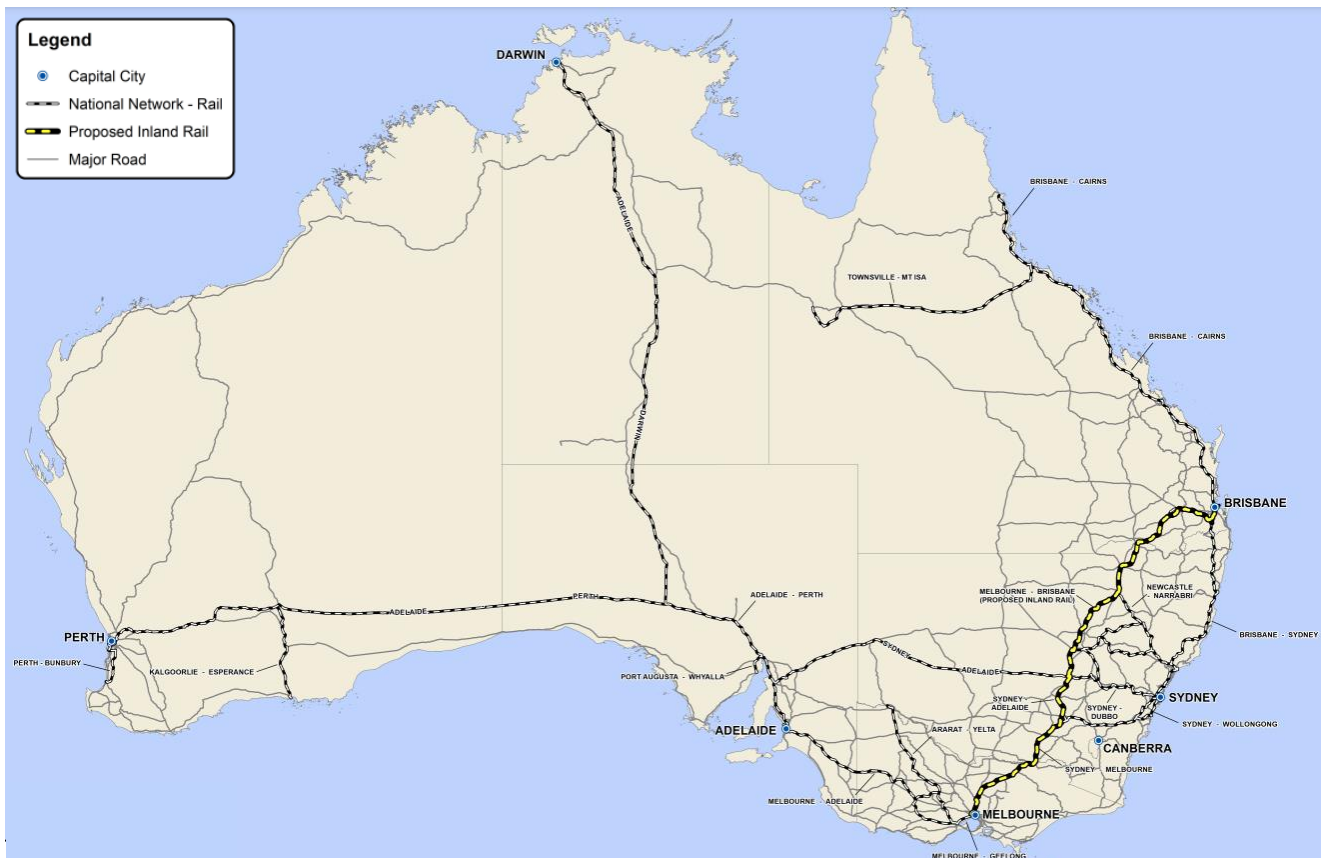 Legend
Capital City
National Network - Rail
Proposed Inland Rail
Major Road
DARWIN
BRISBANE - CAIRNS
ADELAIDE
TOWNSVILLE - MT ISA
BRISBANE - CAIRNS
DARWIN
BRISBANE
MELBOURNE - BRISBANE
(PROPOSED INLAND RAIL)
NEWCASTLE
- NARRABRI
ADELAIDE - PERTH
ADELAIDE
PERTH
PERTH
BRISBANE - SYDNEY
PERTH - BUNBURY
KALGOORLIE - ESPERANCE
SYDNEY
ADELAIDE
PORT AUGUSTA - WHYALLA
SYDNEY -
ADELAIDE
SYDNEY -
DUBBO
SYDNEY
SYDNEY - WOLLONGONG
ADELAIDE
ARARAT - YELTA
CANBERRA
SYDNEY - MELBOURNE
MELBOURNE - ADELAIDE
MELBOURNE
MELBOURNE - GEELONG